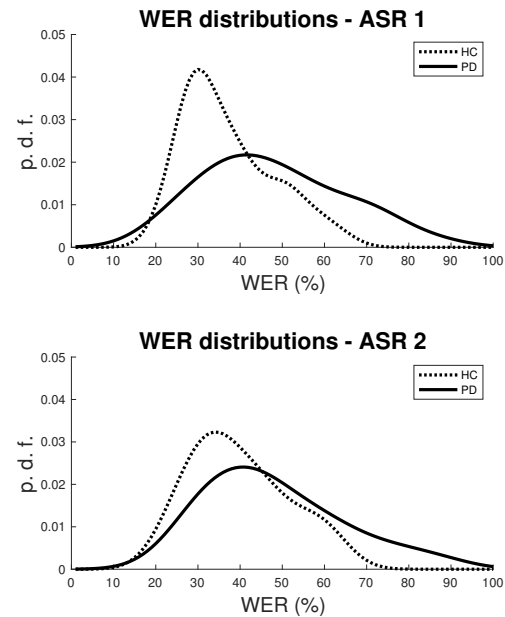 WER distributions - ASR 1
0.05
0.04
0.03
0.02
0.01
0
p. d. f.
HC
PD
0 10 20 30 40 50 60 70 80 90 100
WER (%)
WER distributions - ASR 2
0.05
0.04
0.03
0.02
0.01
0
p. d. f.
HC
PD
0 10 20 30 40 50 60 70 80 90 100
WER (%)